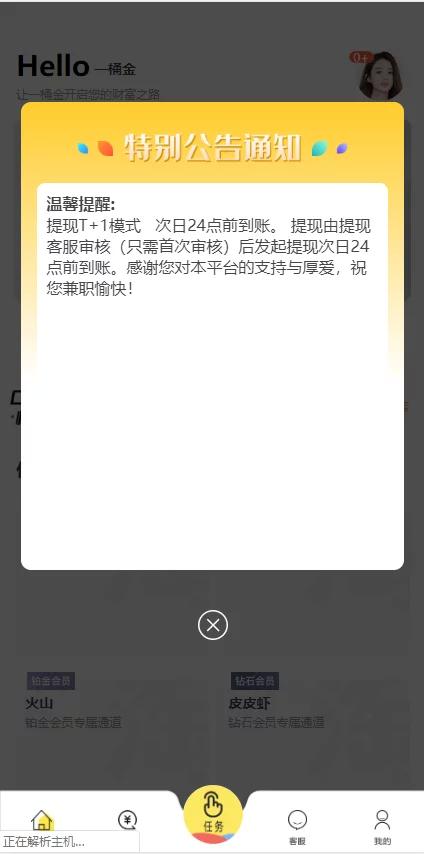 Hello 一桶金
0+
让一桶金开启您的财富之路
特别公告通知
温馨提醒:
提现T+1模式 次日24点前到账。 提现由提现
客服审核（只需首次审核）后发起提现次日24
点前到账。感谢您对本平台的支持与厚爱，祝
您兼职愉快！
铂金会员
钻石会员
火山
皮皮虾
铂金会员专属通道
钻石会员专属通道
任务
客服
我的
正在解析主机...